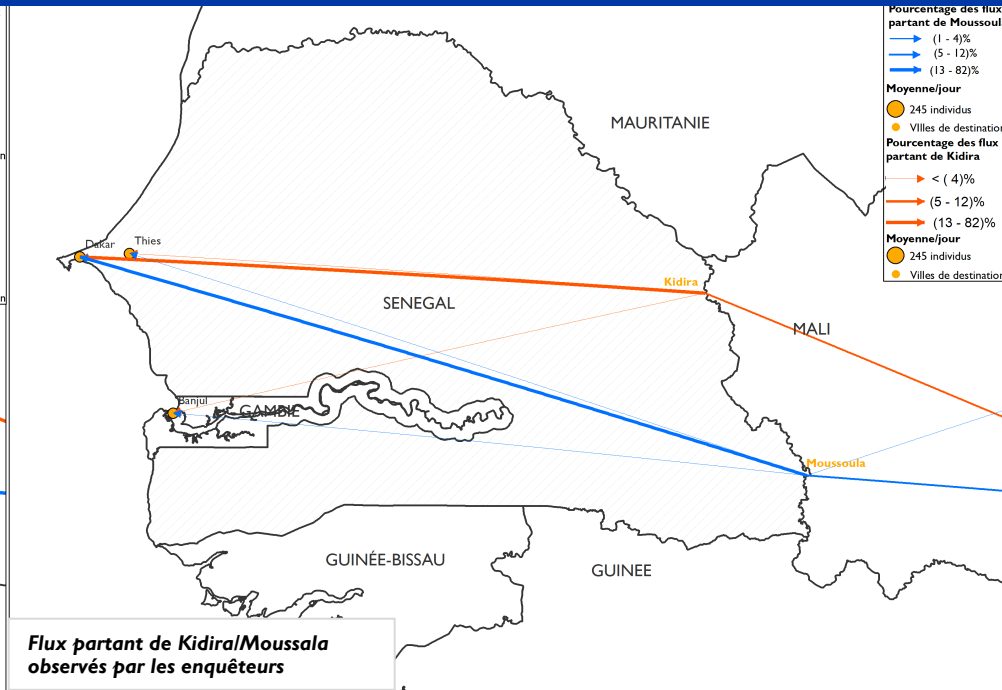 Pourcentage des flux
partant de Moussoul
(1 - 4)%
(5 - 12)%
(13 - 82)%
Moyenne/jour
245 individus
VIlles de destination
Pourcentage des flux
partant de Kidira
< ( 4)%
(5 - 12)%
(13 - 82)%
Moyenne/jour
245 individus
Villes de destination
MAURITANIE
Dakar
Thies
Kidira
SENEGAL
MALI
Banjul
GAMBIE
Moussoula
GUINÉE-BISSAU
GUINEE
Flux partant de Kidira/Moussala
observés par les enquêteurs